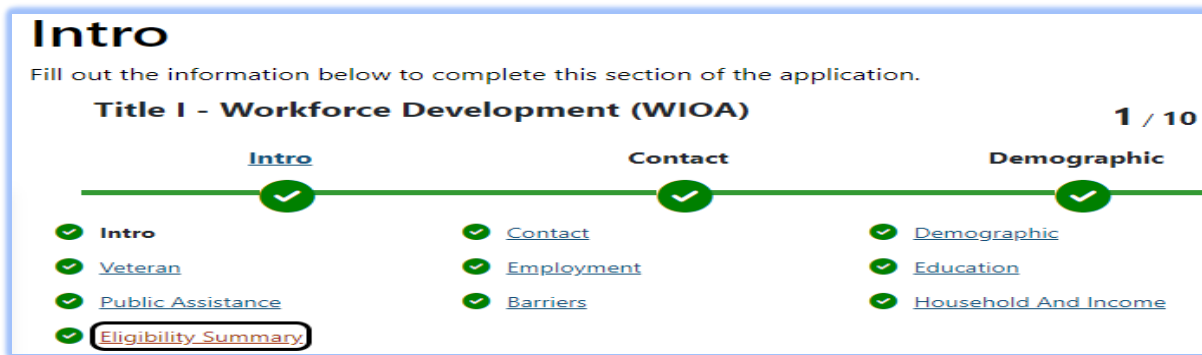 Intro
Fill out the information below to complete this section of the application.
Title I - Workforce Development (WIOA) 1 / 10
Intro Contact Demographic
Intro Contact Demographic
Veteran Employment Education
Public Assistance Barriers Household And Income
Eligibility Summary